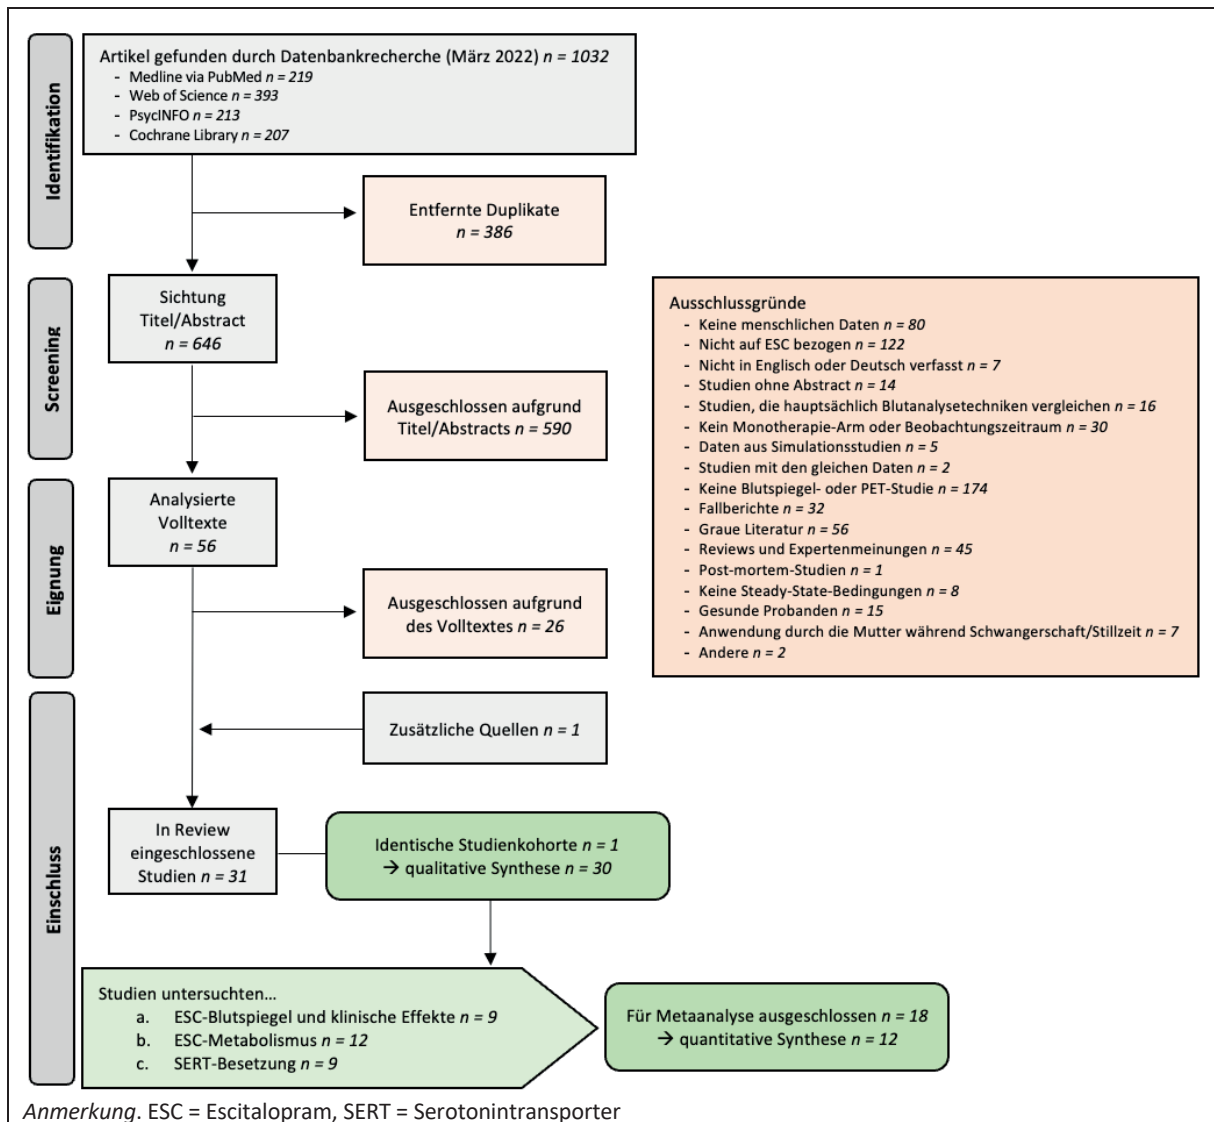 Identifikation
Artikel gefunden durch Datenbankrecherche (März 2022) n = 1032
- Medline via PubMed n = 219
- Web of Science n = 393
- PsycINFO n = 213
- Cochrane Library n = 207
Entfernte Duplikate
n = 386
Screening
Sichtung
Titel/Abstract
n = 646
Ausgeschlossen aufgrund
Titel/Abstracts n = 590
Ausschlussgründe
- Keine menschlichen Daten n = 80
- Nicht auf ESC bezogen n = 122
- Nicht in Englisch oder Deutsch verfasst n = 7
- Studien ohne Abstract n = 14
- Studien, die hauptsächlich Blutanalysetechniken vergleichen n = 16
- Kein Monotherapie-Arm oder Beobachtungszeitraum n = 30
- Daten aus Simulationsstudien n = 5
- Studien mit den gleichen Daten n = 2
- Keine Blutspiegel- oder PET-Studie n = 174
- Fallberichte n = 32
- Graue Literatur n = 56
- Reviews und Expertenmeinungen n = 45
- Post-mortem-Studien n = 1
- Keine Steady-State-Bedingungen n = 8
- Gesunde Probanden n = 15
- Anwendung durch die Mutter während Schwangerschaft/Stillzeit n = 7
- Andere n = 2
Eignung
Analysierte
Volltexte
n = 56
Ausgeschlossen aufgrund
des Volltextes n = 26
Einschluss
Zusätzliche Quellen n = 1
In Review
eingeschlossene
Studien n = 31
Identische Studienkohorte n = 1
→ qualitative Synthese n = 30
Studien untersuchten…
a. ESC-Blutspiegel und klinische Effekte n = 9
b. ESC-Metabolismus n = 12
c. SERT-Besetzung n = 9
Für Metaanalyse ausgeschlossen n = 18
→ quantitative Synthese n = 12
Anmerkung. ESC = Escitalopram, SERT = Serotonintransporter